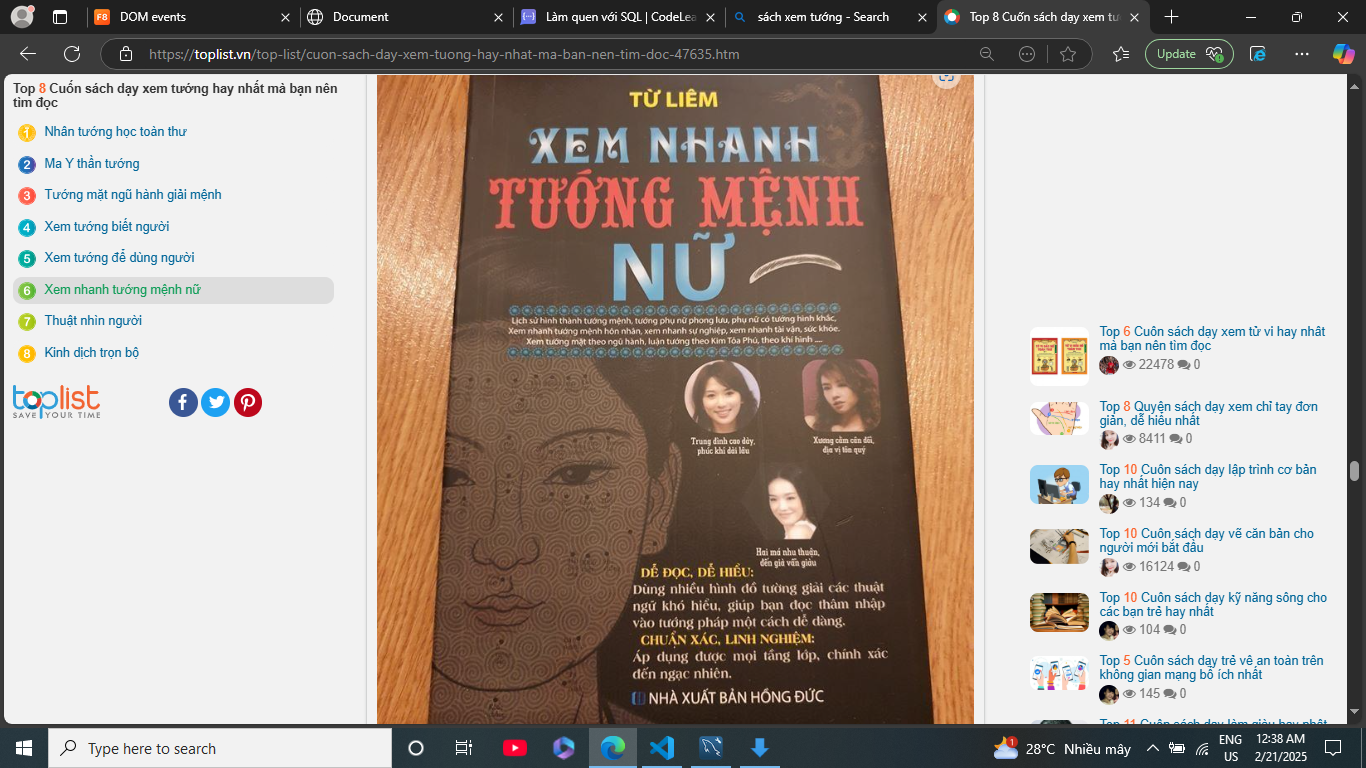 DOM events
Document
Làm quen với SQL | CodeLea
sách xem tướng - Search
Top 8 Cuốn sách dạy xem tư
https://toplist.vn/top-list/cuon-sach-day-xem-tuong-hay-nhat-ma-ban-nen-tim-doc-47635.htm
Update
Top 8 Cuốn sách dạy xem tướng hay nhất mà bạn nên
tìm đọc
1 Nhân tướng học toàn thư
2 Ma Y thần tướng
3 Tướng mặt ngũ hành giải mệnh
4 Xem tướng biết người
5 Xem tướng để dùng người
6 Xem nhanh tướng mệnh nữ
7 Thuật nhìn người
8 Kinh dịch trọn bộ
toplist
SAVE YOUR TIME
TỪ LIÊM
XEM NHANH
TƯỚNG MỆNH
NỮ
Lịch sử hình thành tướng mệnh, tướng phụ nữ phong lưu, phụ nữ có tướng hình khắc,
Xem nhanh tướng mệnh hôn nhân, xem nhanh sự nghiệp, xem nhanh tài vận, sức khỏe.
Xem tướng mặt theo ngũ hành, luận tướng theo Kim Tỏa Phú, theo khí hình ....
Trung đình cao dày,
phúc khí dài lâu
Xương cằm cân đối,
địa vị tôn quý
Hai má nhu thuận,
đến già vẫn giàu
DỄ ĐỌC, DỄ HIỂU:
Dùng nhiều hình đồ tường giải các thuật
ngữ khó hiểu, giúp bạn đọc thâm nhập
vào tướng pháp một cách dễ dàng.
CHUẨN XÁC, LINH NGHIỆM:
Áp dụng được mọi tầng lớp, chính xác
đến ngạc nhiên.
NHÀ XUẤT BẢN HỒNG ĐỨC
Top 6 Cuốn sách dạy xem tử vi hay nhất
mà bạn nên tìm đọc
22478 0
Top 8 Quyển sách dạy xem chỉ tay đơn
giản, dễ hiểu nhất
8411 0
Top 10 Cuốn sách dạy lập trình cơ bản
hay nhất hiện nay
134 0
Top 10 Cuốn sách dạy vẽ căn bản cho
người mới bắt đầu
16124 0
Top 10 Cuốn sách dạy kỹ năng sống cho
các bạn trẻ hay nhất
104 0
Top 5 Cuốn sách dạy trẻ về an toàn trên
không gian mạng bổ ích nhất
145 0
Top 11 Cuốn sách dạy làm giàu hay nhất
Type here to search
1
28°C Nhiều mây
ENG
US
12:38 AM
2/21/2025